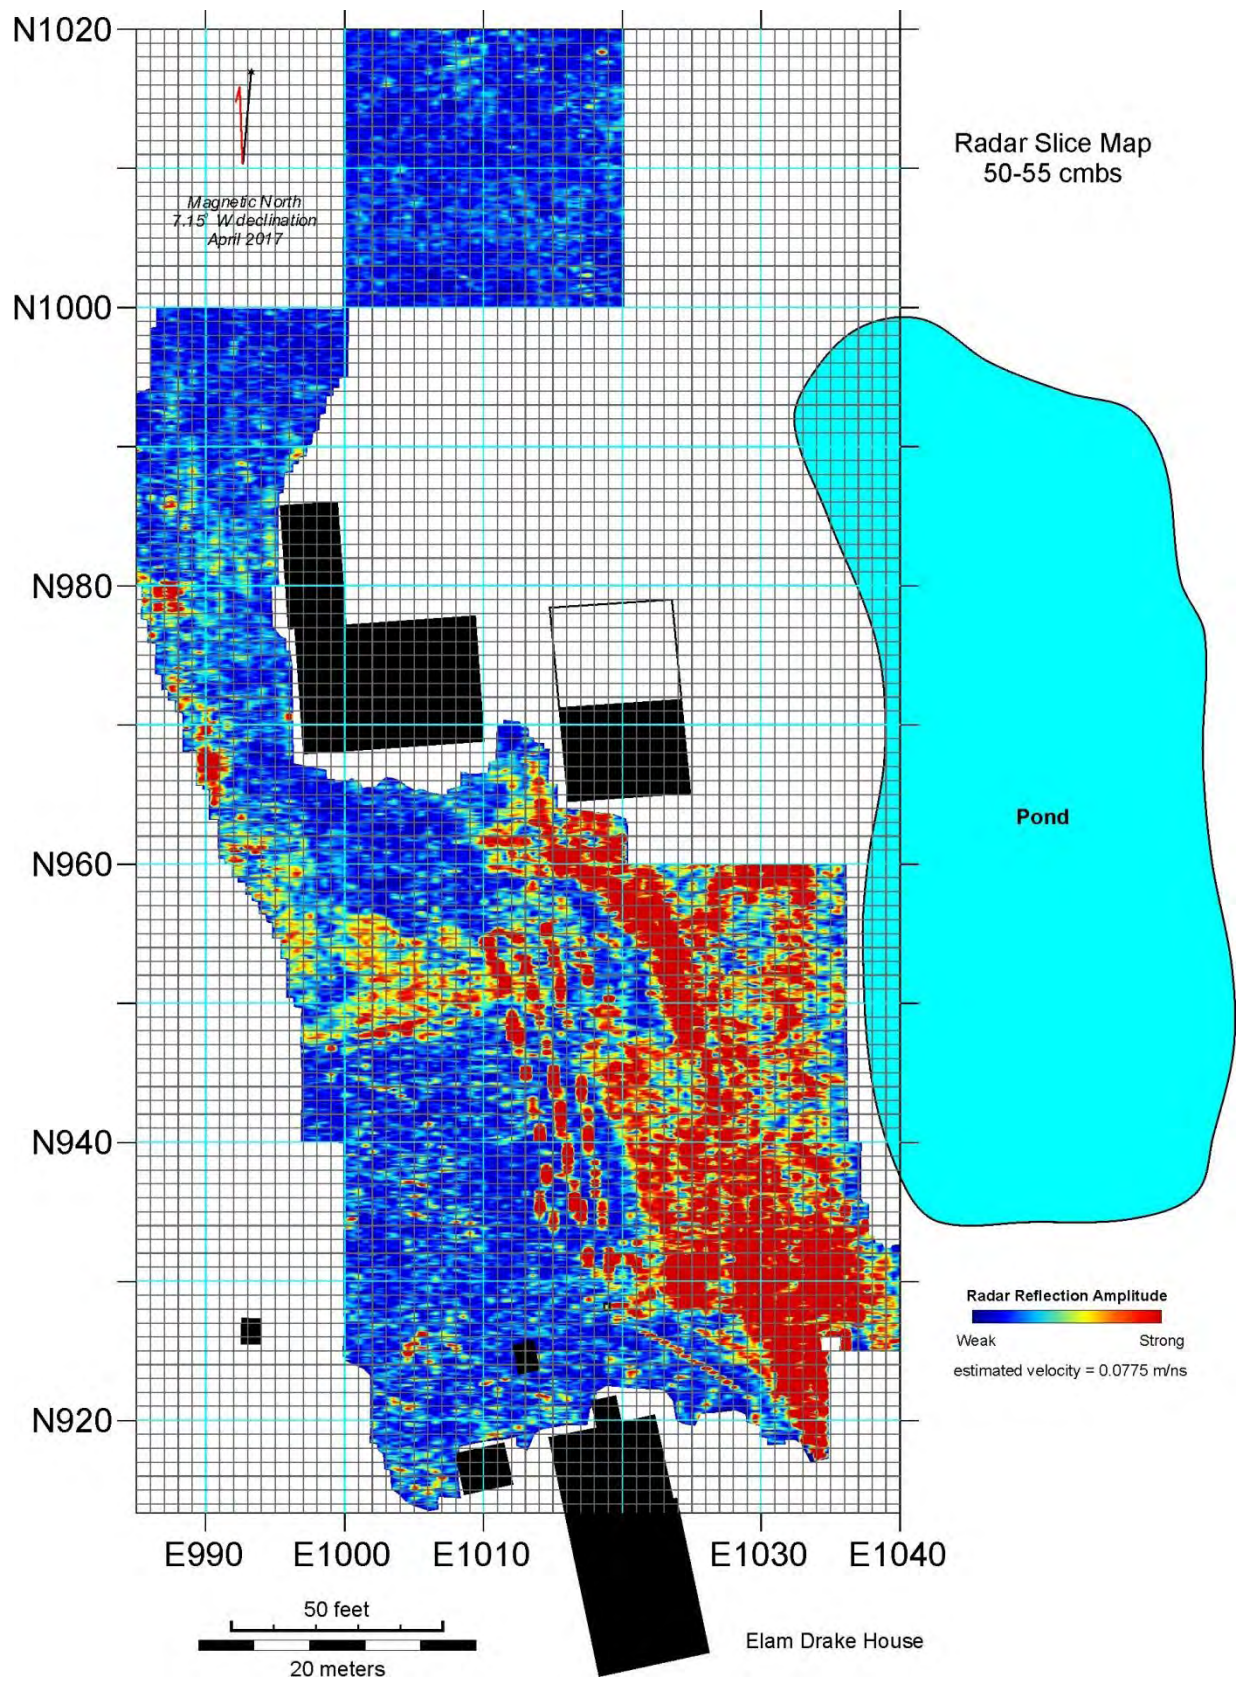 N1020
Radar Slice Map
50-55 cmbs
Magnetic North
7.15° W declination
April 2017
N1000
N980
Pond
N960
N940
Radar Reflection Amplitude
Weak Strong
estimated velocity = 0.0775 m/ns
N920
E990 E1000 E1010 E1030 E1040
50 feet
20 meters
Elam Drake House